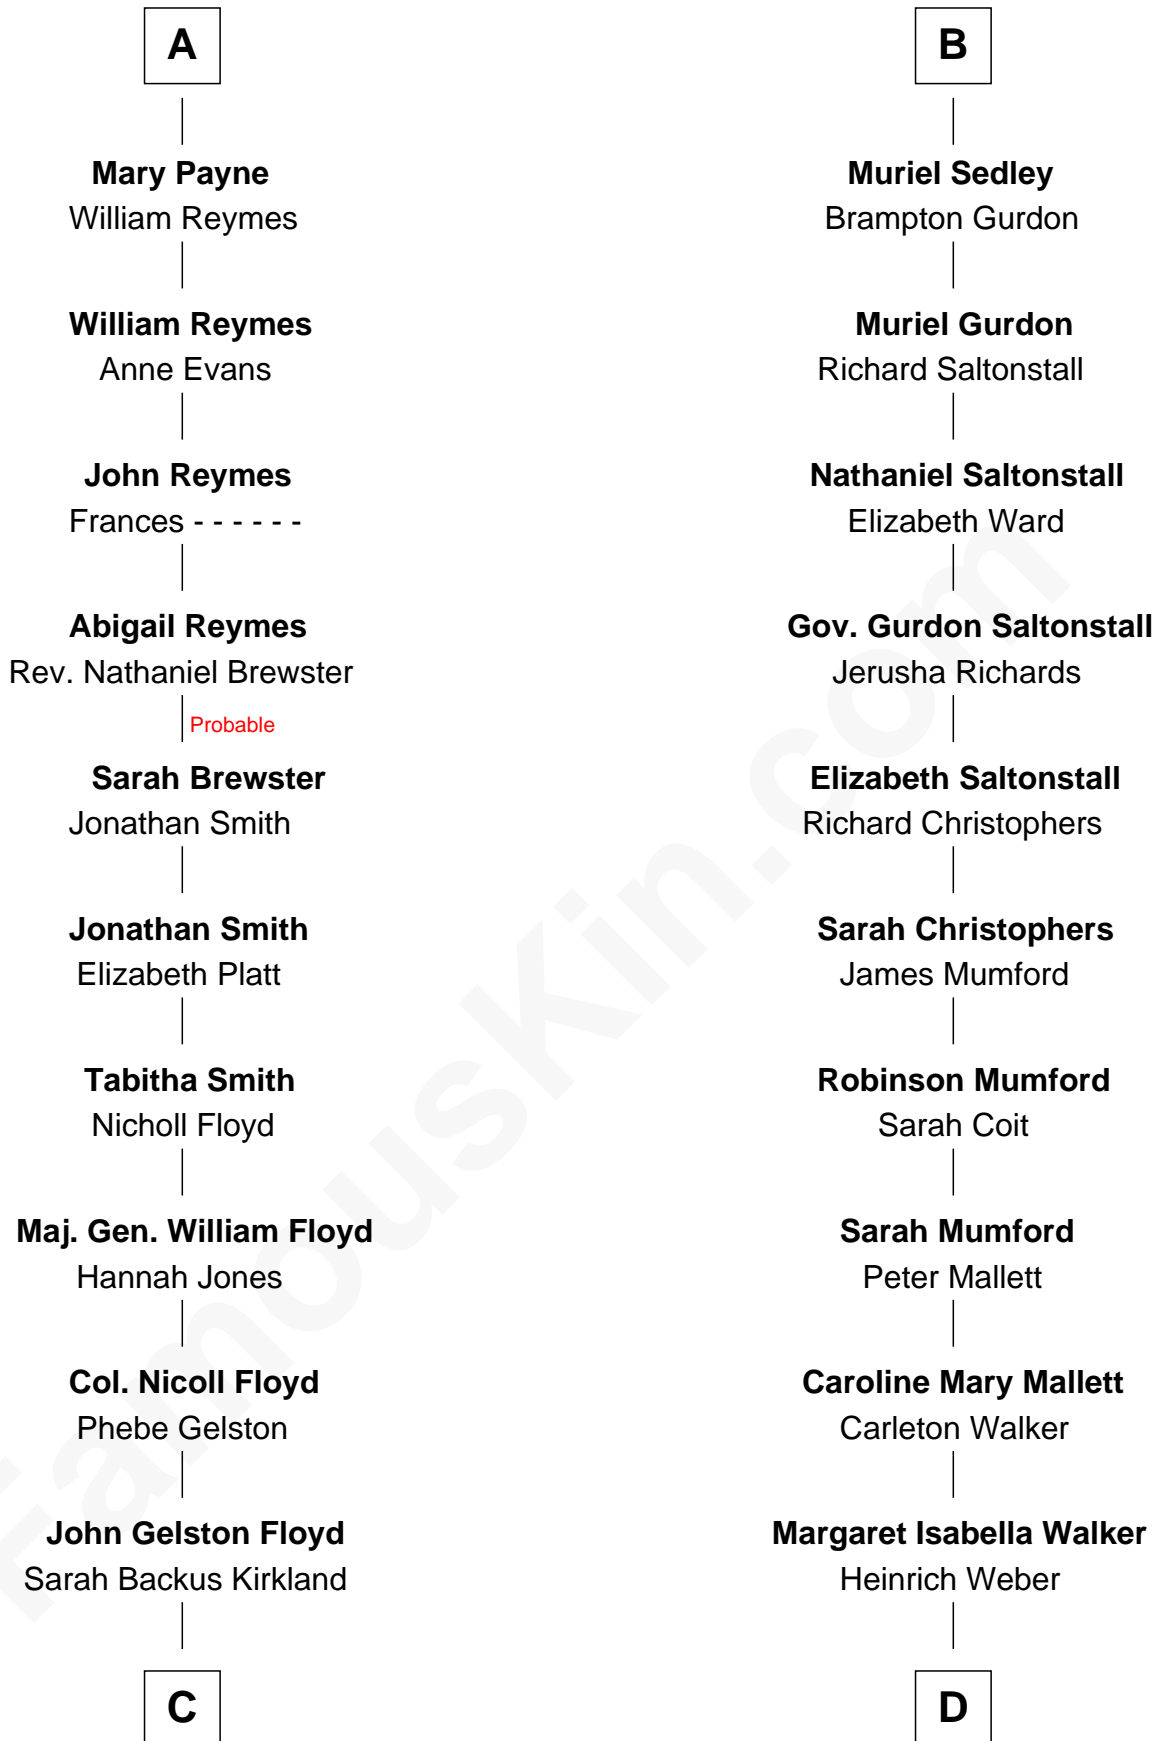 A
Mary Payne
William Reymes
William Reymes
Anne Evans
John Reymes
Frances - - - - - -
Abigail Reymes
Rev. Nathaniel Brewster
Probable
Sarah Brewster
Jonathan Smith
Jonathan Smith
Elizabeth Platt
Tabitha Smith
Nicholl Floyd
Maj. Gen. William Floyd
Hannah Jones
Col. Nicoll Floyd
Phebe Gelston
John Gelston Floyd
Sarah Backus Kirkland
C
B
Muriel Sedley
Brampton Gurdon
Muriel Gurdon
Richard Saltonstall
Nathaniel Saltonstall
Elizabeth Ward
Gov. Gurdon Saltonstall
Jerusha Richards
Elizabeth Saltonstall
Richard Christophers
Sarah Christophers
James Mumford
Robinson Mumford
Sarah Coit
Sarah Mumford
Peter Mallett
Caroline Mary Mallett
Carleton Walker
Margaret Isabella Walker
Heinrich Weber
D
FamousKin.com